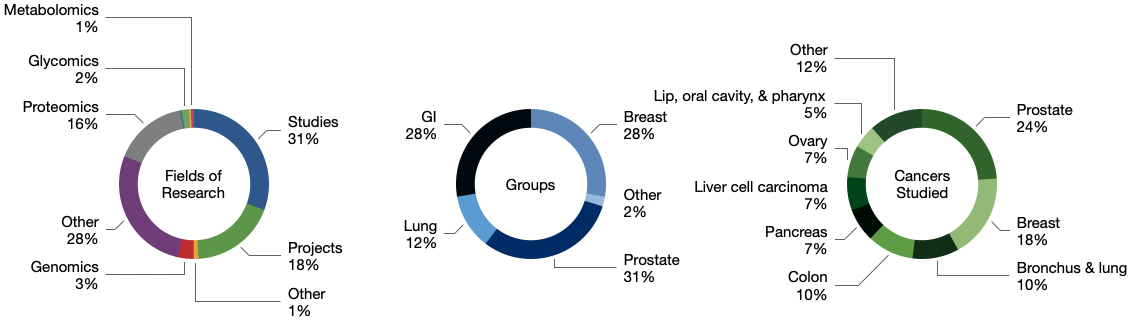 Metabolomics
1%
Glycomics
2%
Proteomics
16%
Other
28%
Genomics
3%
Fields of
Research
Studies
31%
Projects
18%
Other
1%
GI
28%
Lung
12%
Groups
Breast
28%
Other
2%
Prostate
31%
Other
12%
Lip, oral cavity, & pharynx
5%
Ovary
7%
Liver cell carcinoma
7%
Pancreas
7%
Colon
10%
Cancers
Studied
Prostate
24%
Breast
18%
Bronchus & lung
10%